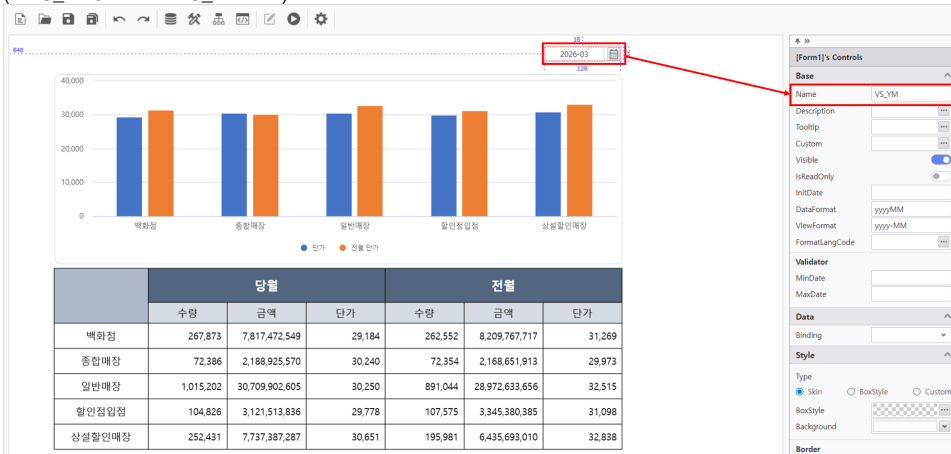 18
848
2026-03
120
40,000
30,000
20,000
10,000
0
백화점 종합매장 일반매장 할인점입점 상설할인매장
단가 전월 단가
당월 전월
수량 금액 단가 수량 금액 단가
백화점 267,873 7,817,472,549 29,184 262,552 8,209,767,717 31,269
종합매장 72,386 2,188,925,570 30,240 72,354 2,168,651,913 29,973
일반매장 1,015,202 30,709,902,605 30,250 891,044 28,972,633,656 32,515
할인점입점 104,826 3,121,513,836 29,778 107,575 3,345,380,385 31,098
상설할인매장 252,431 7,737,387,287 30,651 195,981 6,435,693,010 32,838
[Form1]'s Controls
Base
Name VS_YM
Description
Tooltip
Custom
Visible
IsReadOnly
InitDate
DataFormat yyyyMM
ViewFormat yyyy-MM
FormatLangCode
Validator
MinDate
MaxDate
Data
Binding
Style
Type
Skin BoxStyle Custom
BoxStyle
Background
Border